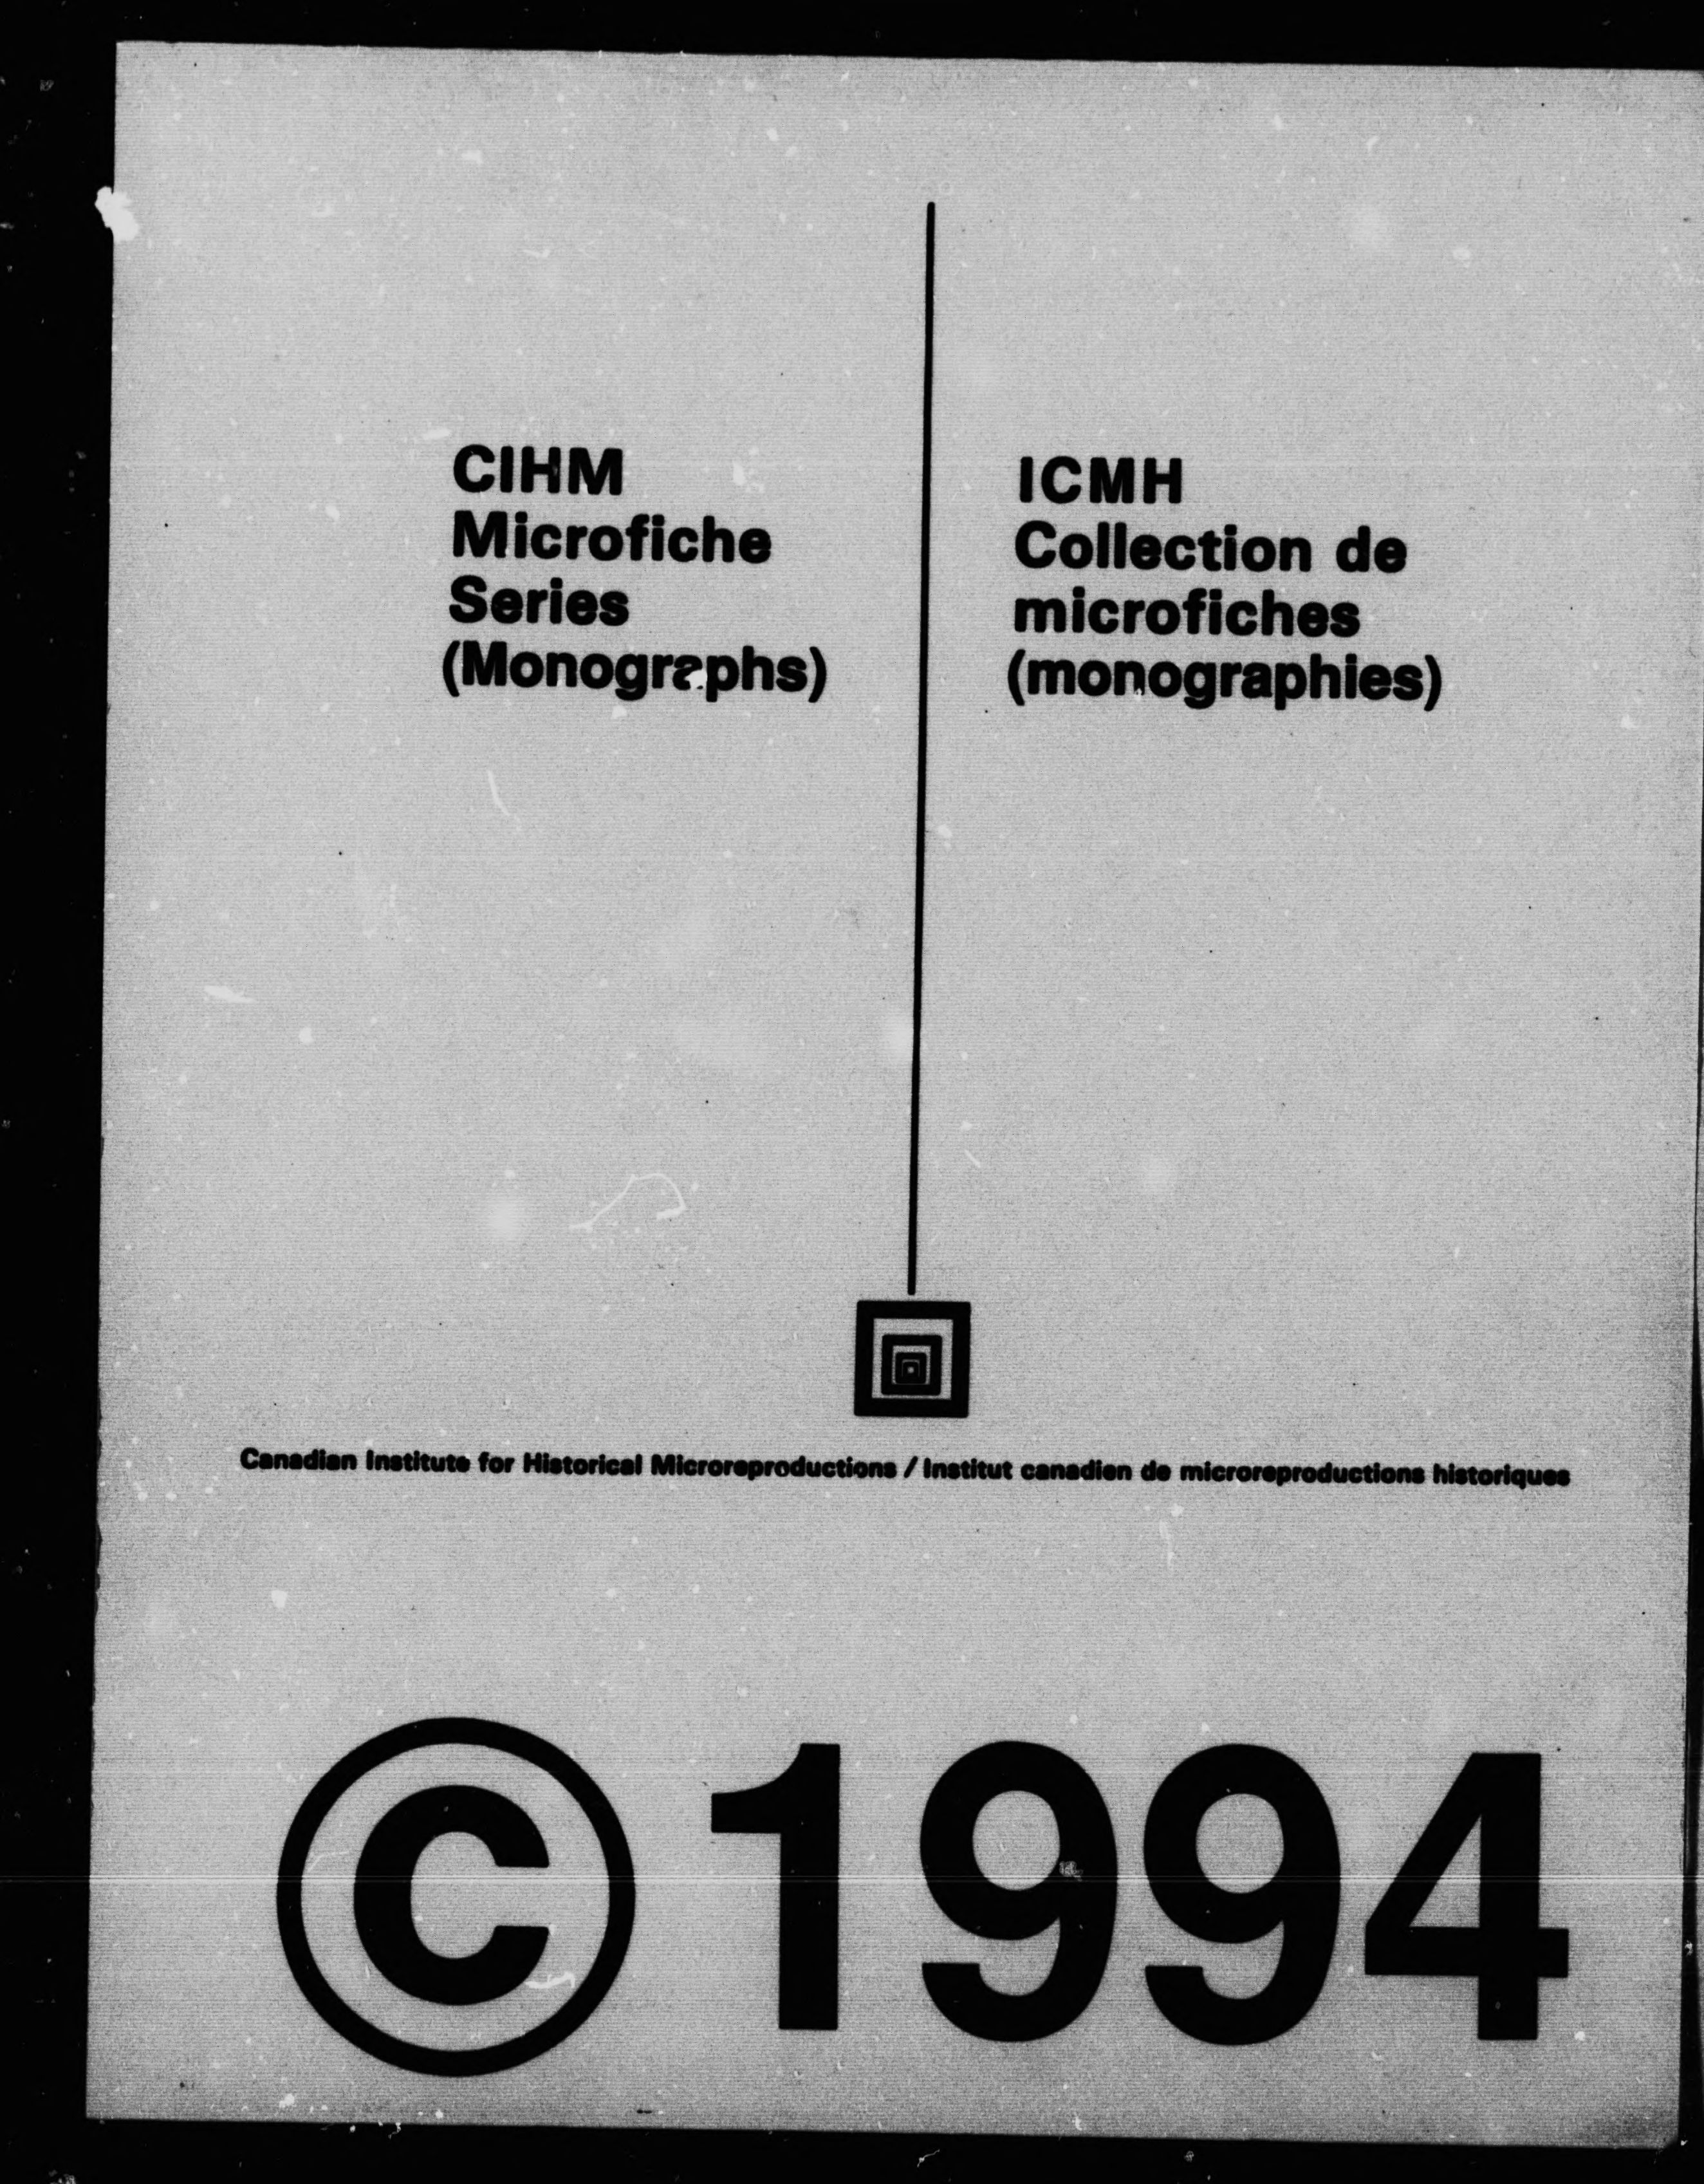 CIHM
Microfiche
Series
(Monographs)
ICMH
Collection de
microfiches
(monographies)
Canadian Institute for Historical Microreproductions / Institut canadien de microreproductions historiques
© 1994